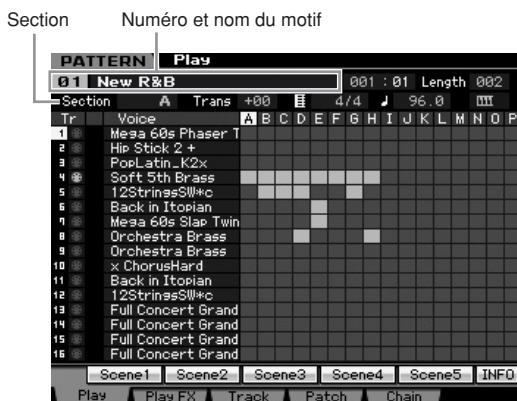 Section Numéro et nom du motif
PATTERN Play
01 New R&B 001 : 01 Length 002
Section A Trans +00 4/4 ♩ 96.0
Tr Voice A B C D E F G H I J K L M N O P
1 Mega 60s Phaser T
2 Hip Stick 2 +
3 PopLatin_K2x
4 Soft 5th Brass
5 12StringsSW*c
6 Back in Itopian
7 Mega 60s Slap Twin
8 Orchestra Brass
9 Orchestra Brass
10 x ChorusHard
11 Back in Itopian
12 12StringsSW*c
13 Full Concert Grand
14 Full Concert Grand
15 Full Concert Grand
16 Full Concert Grand
Scene1 Scene2 Scene3 Scene4 Scene5 INFO
Play Play FX Track Patch Chain